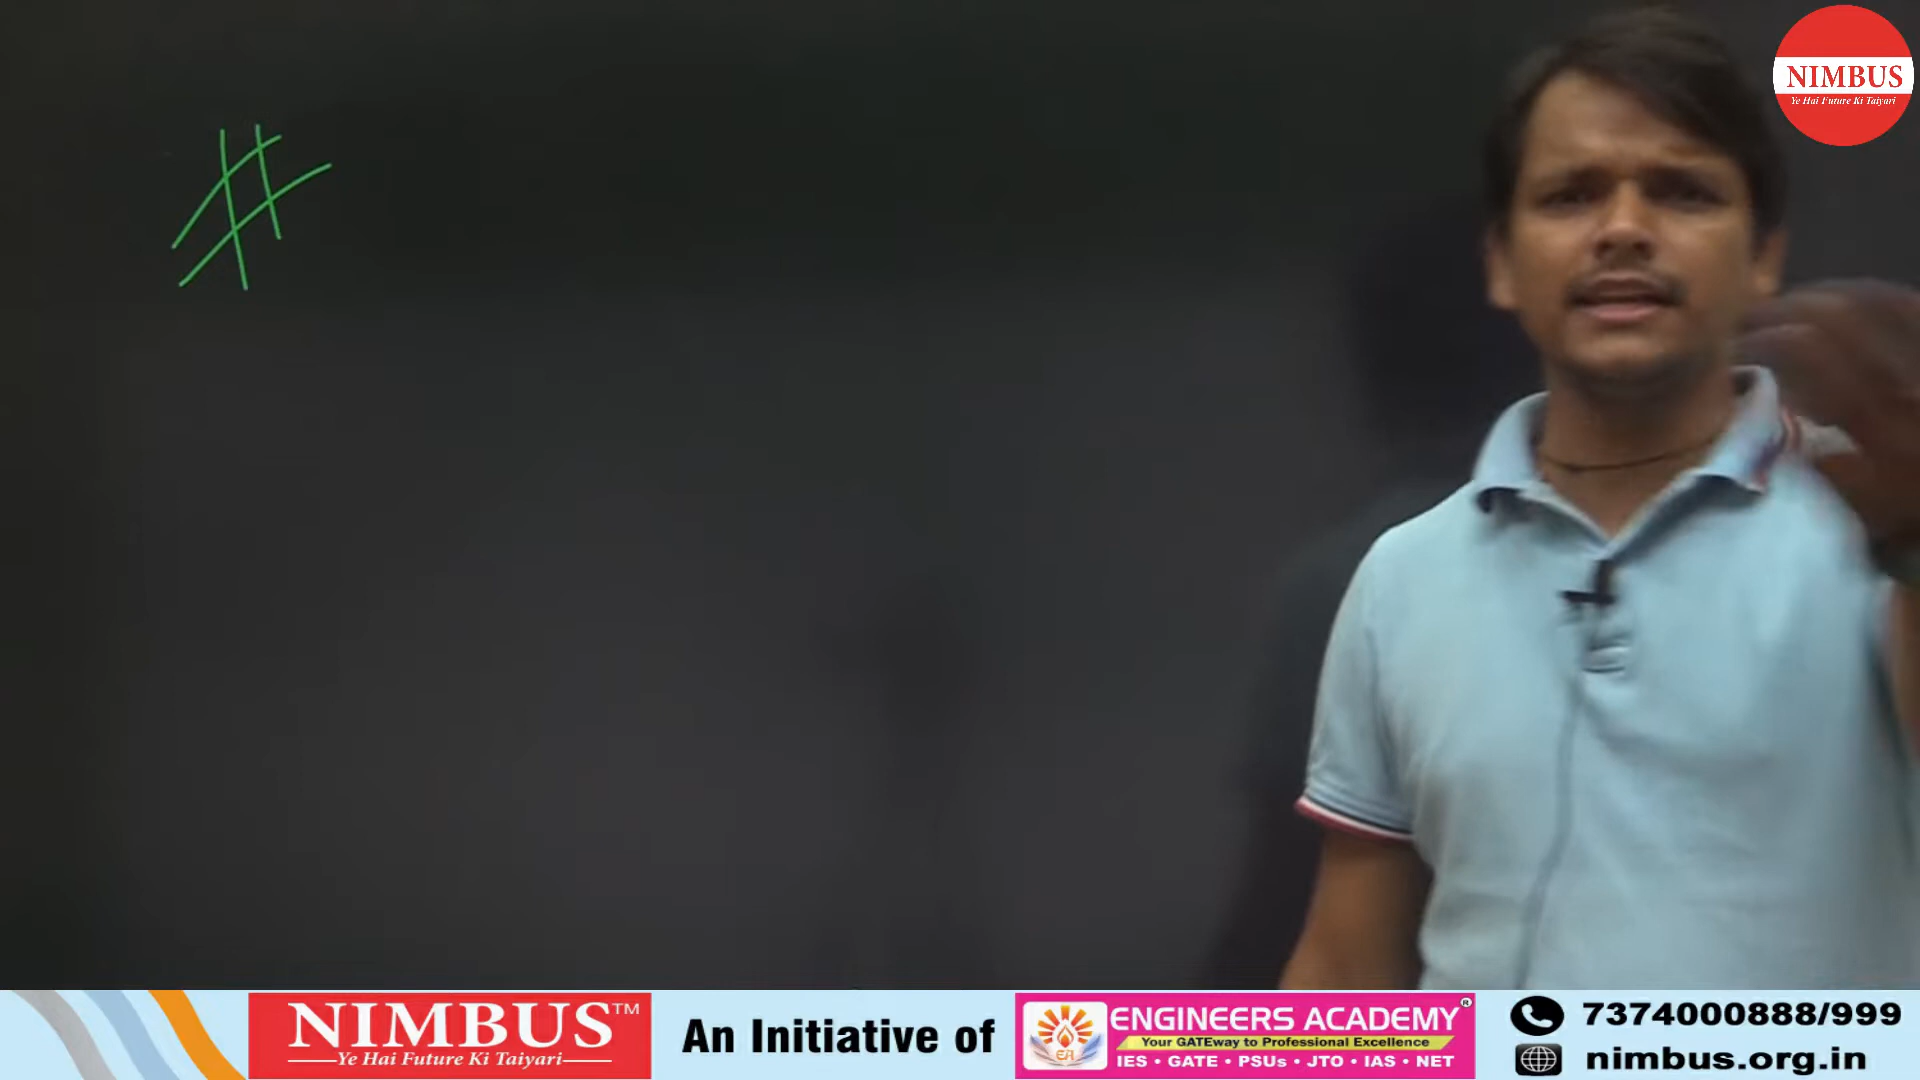 #
NIMBUS
Ye Hai Future Ki Taiyari
NIMBUS™
Ye Hai Future Ki Taiyari
An Initiative of
ENGINEERS ACADEMY®
Your GATEway to Professional Excellence
EA
IES • GATE • PSUs • JTO • IAS • NET
7374000888/999
nimbus.org.in